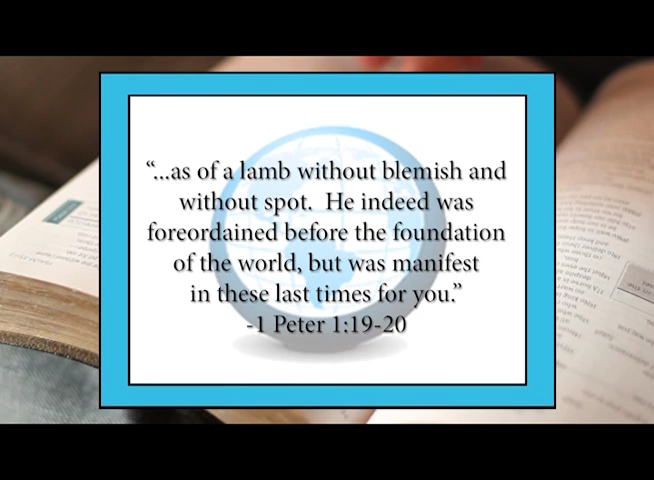 “...as of a lamb without blemish and
without spot.  He indeed was
foreordained before the foundation
of the world, but was manifest
in these last times for you.”
-1 Peter 1:19-20